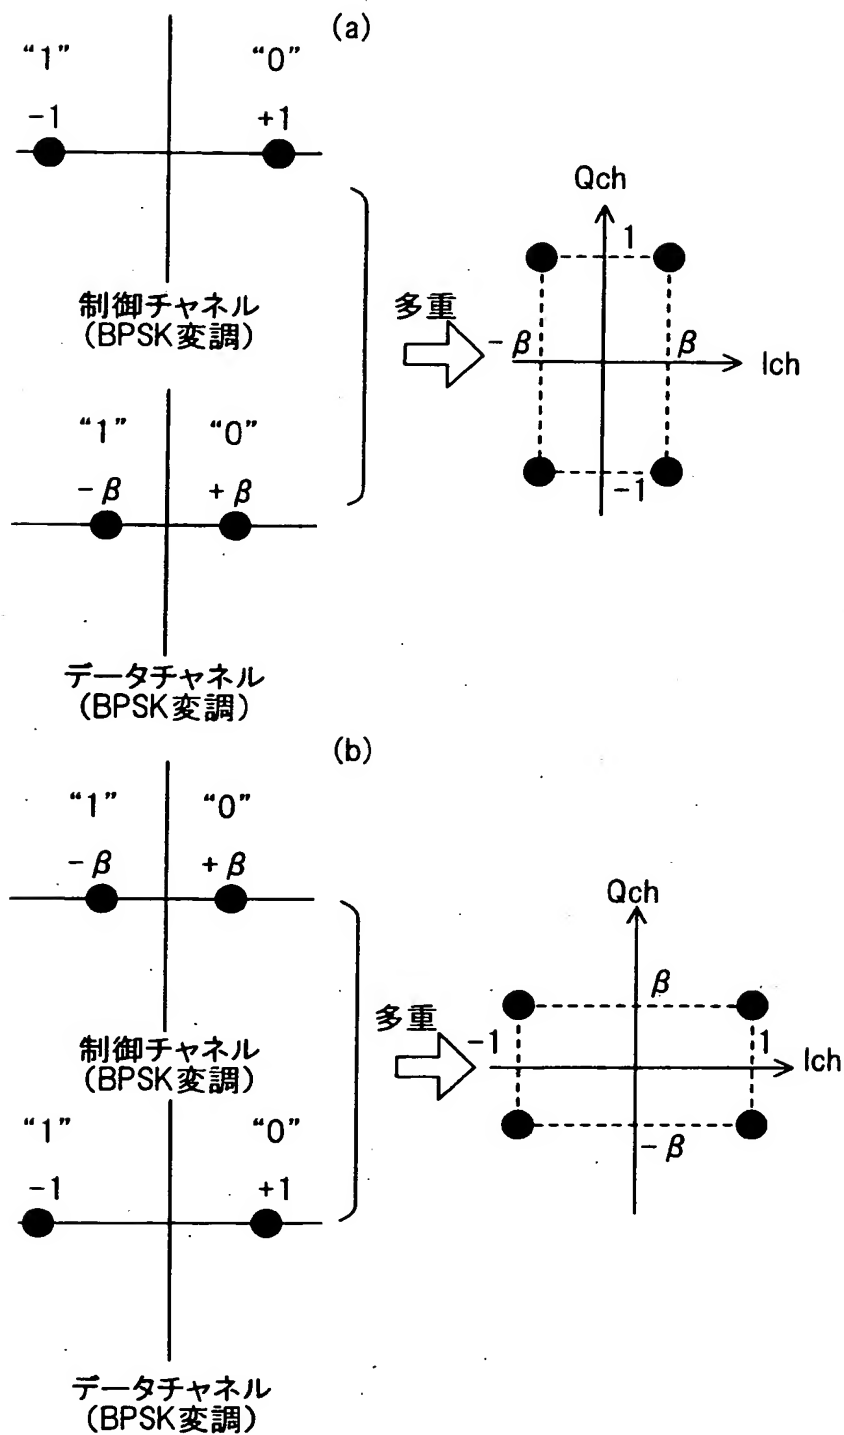 (a)
“1” “0”
-1 +1
制御チャネル
(BPSK変調)
“1” “0”
-β +β
データチャネル
(BPSK変調)
多重
Qch
1
-β β
Ich
-1
(b)
“1” “0”
-β +β
制御チャネル
(BPSK変調)
“1” “0”
-1 +1
データチャネル
(BPSK変調)
多重
Qch
β
-1 1
Ich
-β